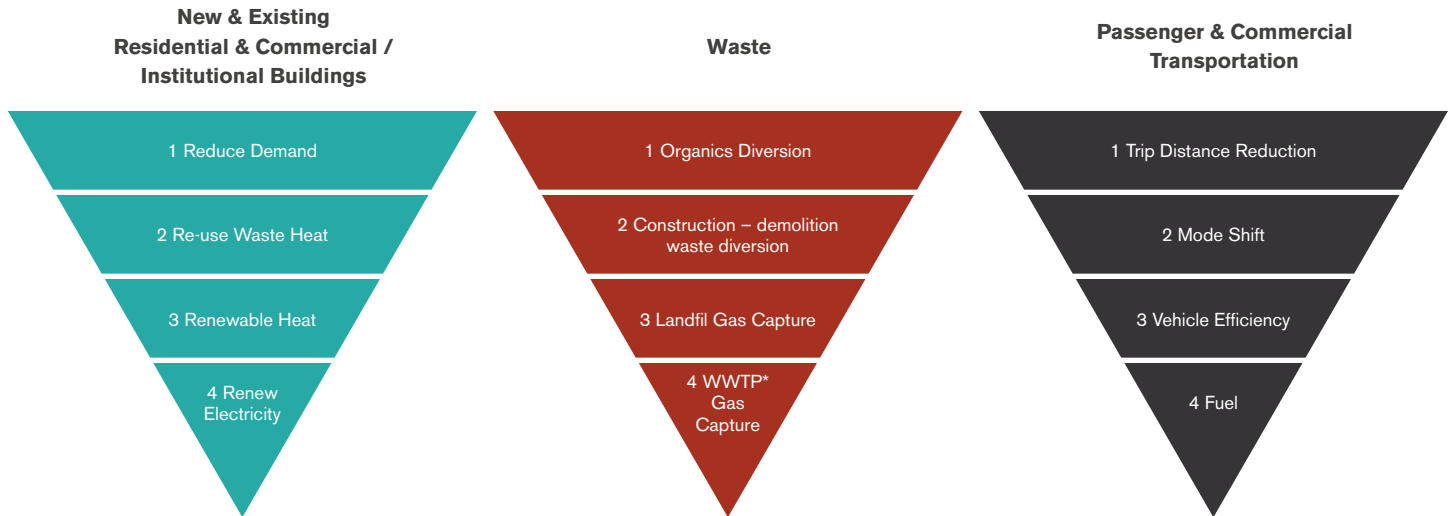 New & Existing
Residential & Commercial /
Institutional Buildings
1 Reduce Demand
2 Re-use Waste Heat
3 Renewable Heat
4 Renew
Electricity
Waste
1 Organics Diversion
2 Construction – demolition
waste diversion
3 Landfil Gas Capture
4 WWTP*
Gas
Capture
Passenger & Commercial
Transportation
1 Trip Distance Reduction
2 Mode Shift
3 Vehicle Efficiency
4 Fuel